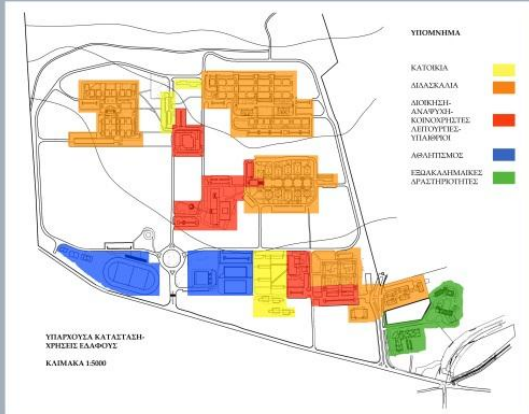 ΥΠΟΜΝΗΜΑ
ΚΑΤΟΙΚΙΑ
ΔΙΔΑΣΚΑΛΙΑ
ΔΙΟΙΚΗΣΗ-
ΑΝΑΨΥΧΗ-
ΚΟΙΝΟΧΡΗΣΤΕΣ
ΛΕΙΤΟΥΡΓΙΕΣ-
ΥΠΑΙΘΡΙΟΙ
ΑΘΛΗΤΙΣΜΟΣ
ΕΞΩΑΚΑΔΗΜΑΙΚΕΣ
ΔΡΑΣΤΗΡΙΟΤΗΤΕΣ
ΥΠΑΡΧΟΥΣΑ ΚΑΤΑΣΤΑΣΗ-
ΧΡΗΣΕΙΣ ΕΔΑΦΟΥΣ
ΚΛΙΜΑΚΑ 1:5000